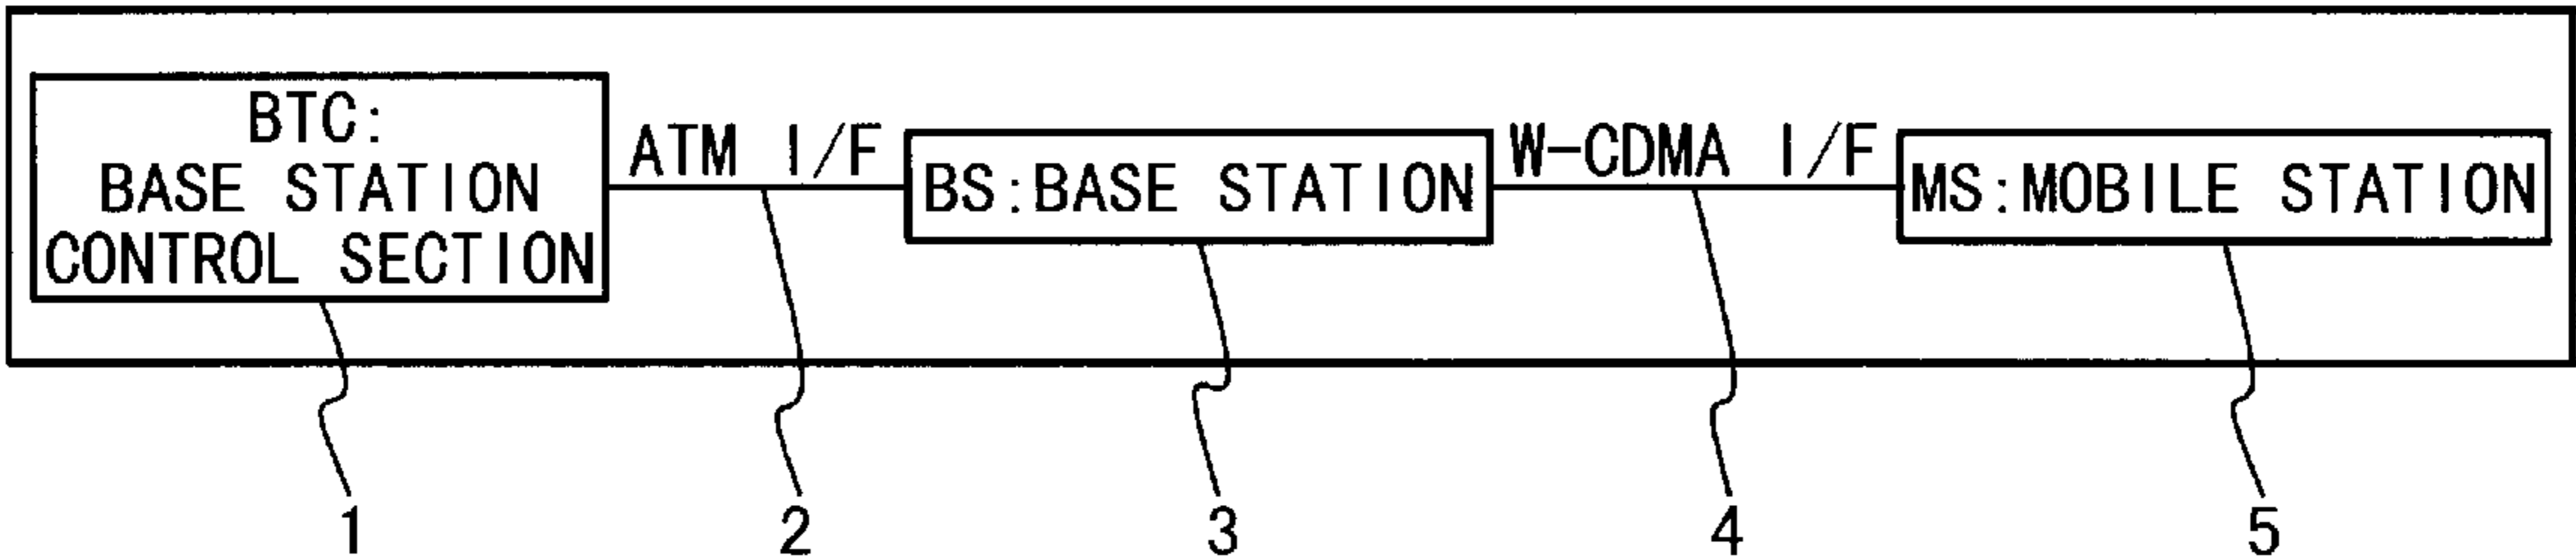 BTC:
BASE STATION
CONTROL SECTION
ATM I/F
BS:BASE STATION
W-CDMA I/F
MS:MOBILE STATION
1 2 3 4 5